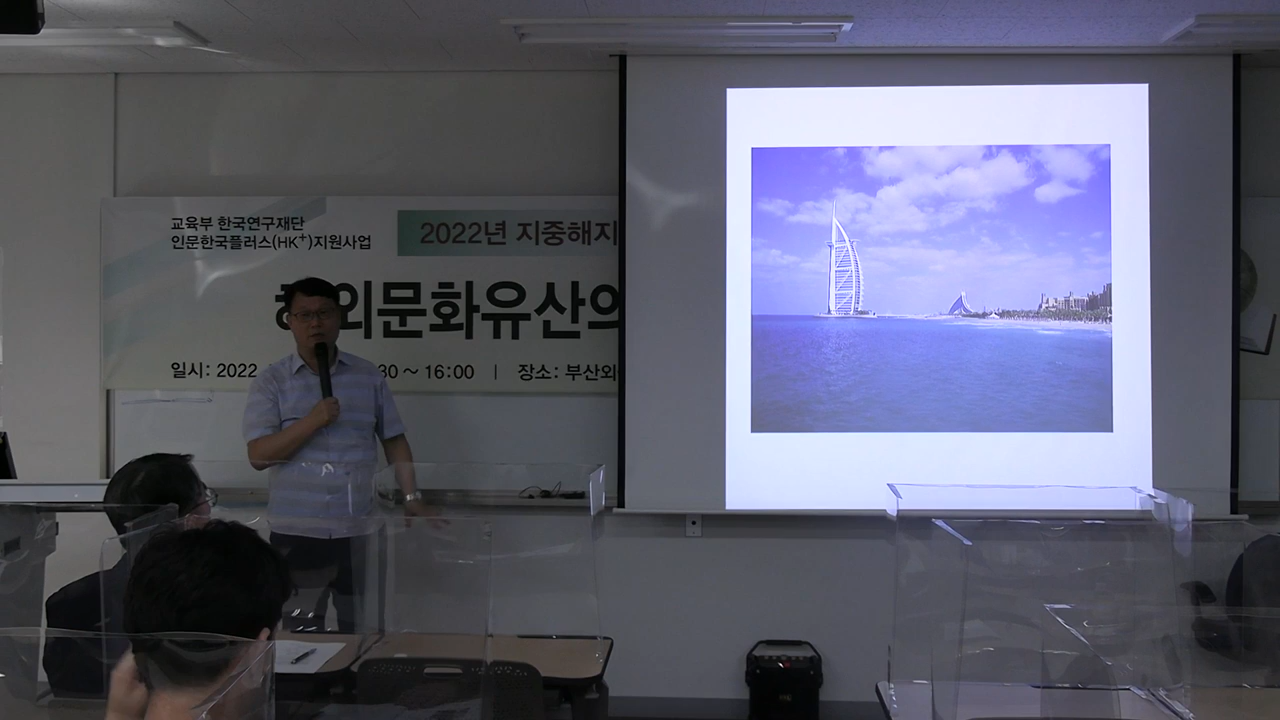 교육부 한국연구재단
인문한국플러스(HK⁺)지원사업
2022년 지중해지
외문화유산의
일시: 2022
30 ~ 16:00 | 장소: 부산외